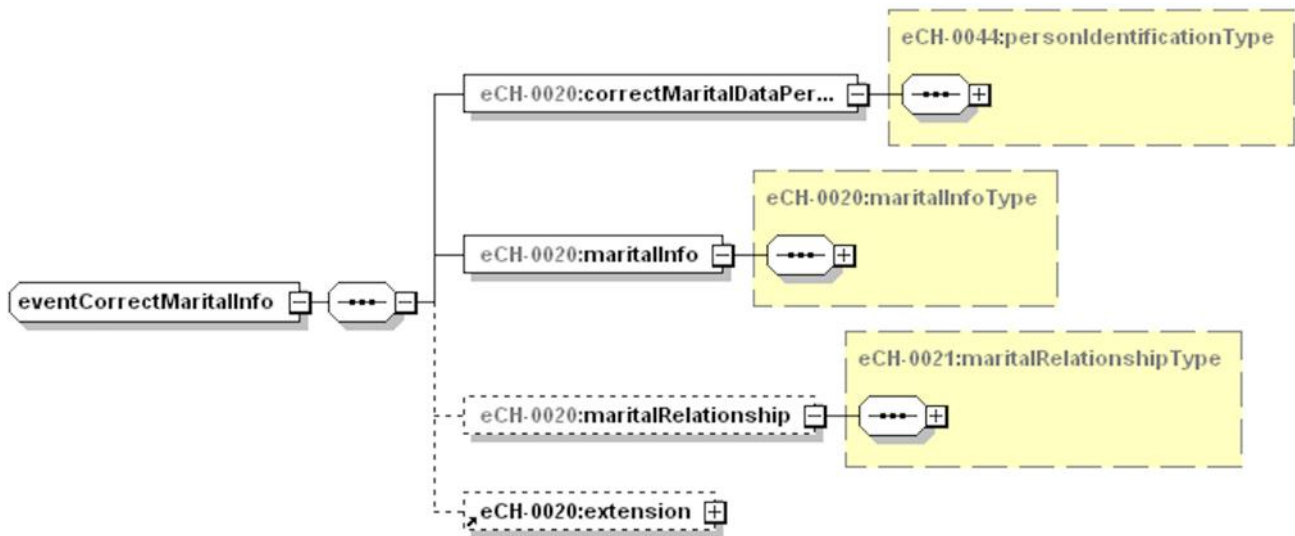 eCH-0044:personIdentificationType
eCH-0020:correctMaritalDataPer...
eCH-0020:maritalInfoType
eCH-0020:maritalInfo
eventCorrectMaritalInfo
eCH-0021:maritalRelationshipType
eCH-0020:maritalRelationship
eCH-0020:extension